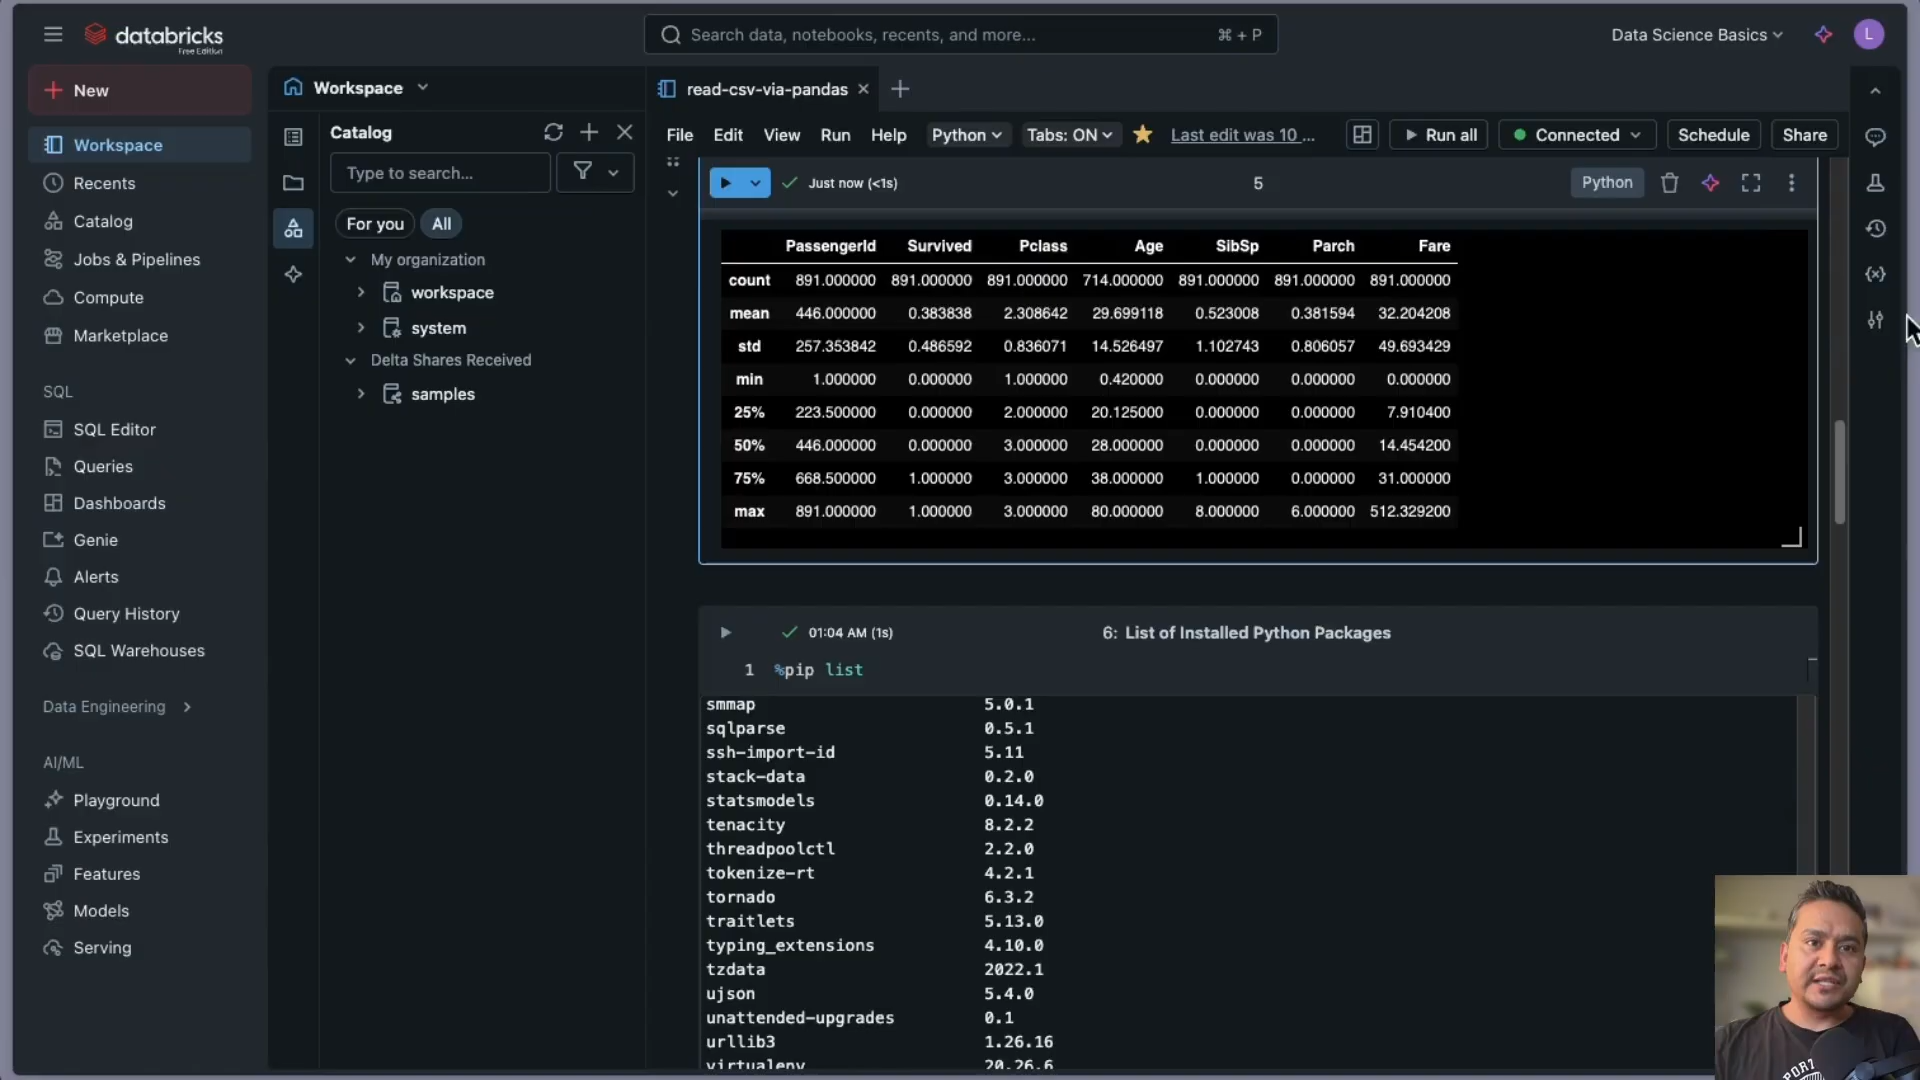 databricks
Free Edition
Search data, notebooks, recents, and more...
⌘ + P
Data Science Basics
L
New
Workspace
Recents
Catalog
Jobs & Pipelines
Compute
Marketplace
SQL
SQL Editor
Queries
Dashboards
Genie
Alerts
Query History
SQL Warehouses
Data Engineering
AI/ML
Playground
Experiments
Features
Models
Serving
Workspace
Catalog
Type to search...
For you All
My organization
workspace
system
Delta Shares Received
samples
read-csv-via-pandas
File Edit View Run Help Python Tabs: ON Last edit was 10 ... Run all Connected Schedule Share
Just now (<1s) 5 Python
PassengerId Survived Pclass Age SibSp Parch Fare
count 891.000000 891.000000 891.000000 714.000000 891.000000 891.000000 891.000000
mean 446.000000 0.383838 2.308642 29.699118 0.523008 0.381594 32.204208
std 257.353842 0.486592 0.836071 14.526497 1.102743 0.806057 49.693429
min 1.000000 0.000000 1.000000 0.420000 0.000000 0.000000 0.000000
25% 223.500000 0.000000 2.000000 20.125000 0.000000 0.000000 7.910400
50% 446.000000 0.000000 3.000000 28.000000 0.000000 0.000000 14.454200
75% 668.500000 1.000000 3.000000 38.000000 1.000000 0.000000 31.000000
max 891.000000 1.000000 3.000000 80.000000 8.000000 6.000000 512.329200
01:04 AM (1s) 6: List of Installed Python Packages
1 %pip list
smmap 5.0.1
sqlparse 0.5.1
ssh-import-id 5.11
stack-data 0.2.0
statsmodels 0.14.0
tenacity 8.2.2
threadpoolctl 2.2.0
tokenize-rt 4.2.1
tornado 6.3.2
traitlets 5.13.0
typing_extensions 4.10.0
tzdata 2022.1
ujson 5.4.0
unattended-upgrades 0.1
urllib3 1.26.16
virtualenv 20.26.6